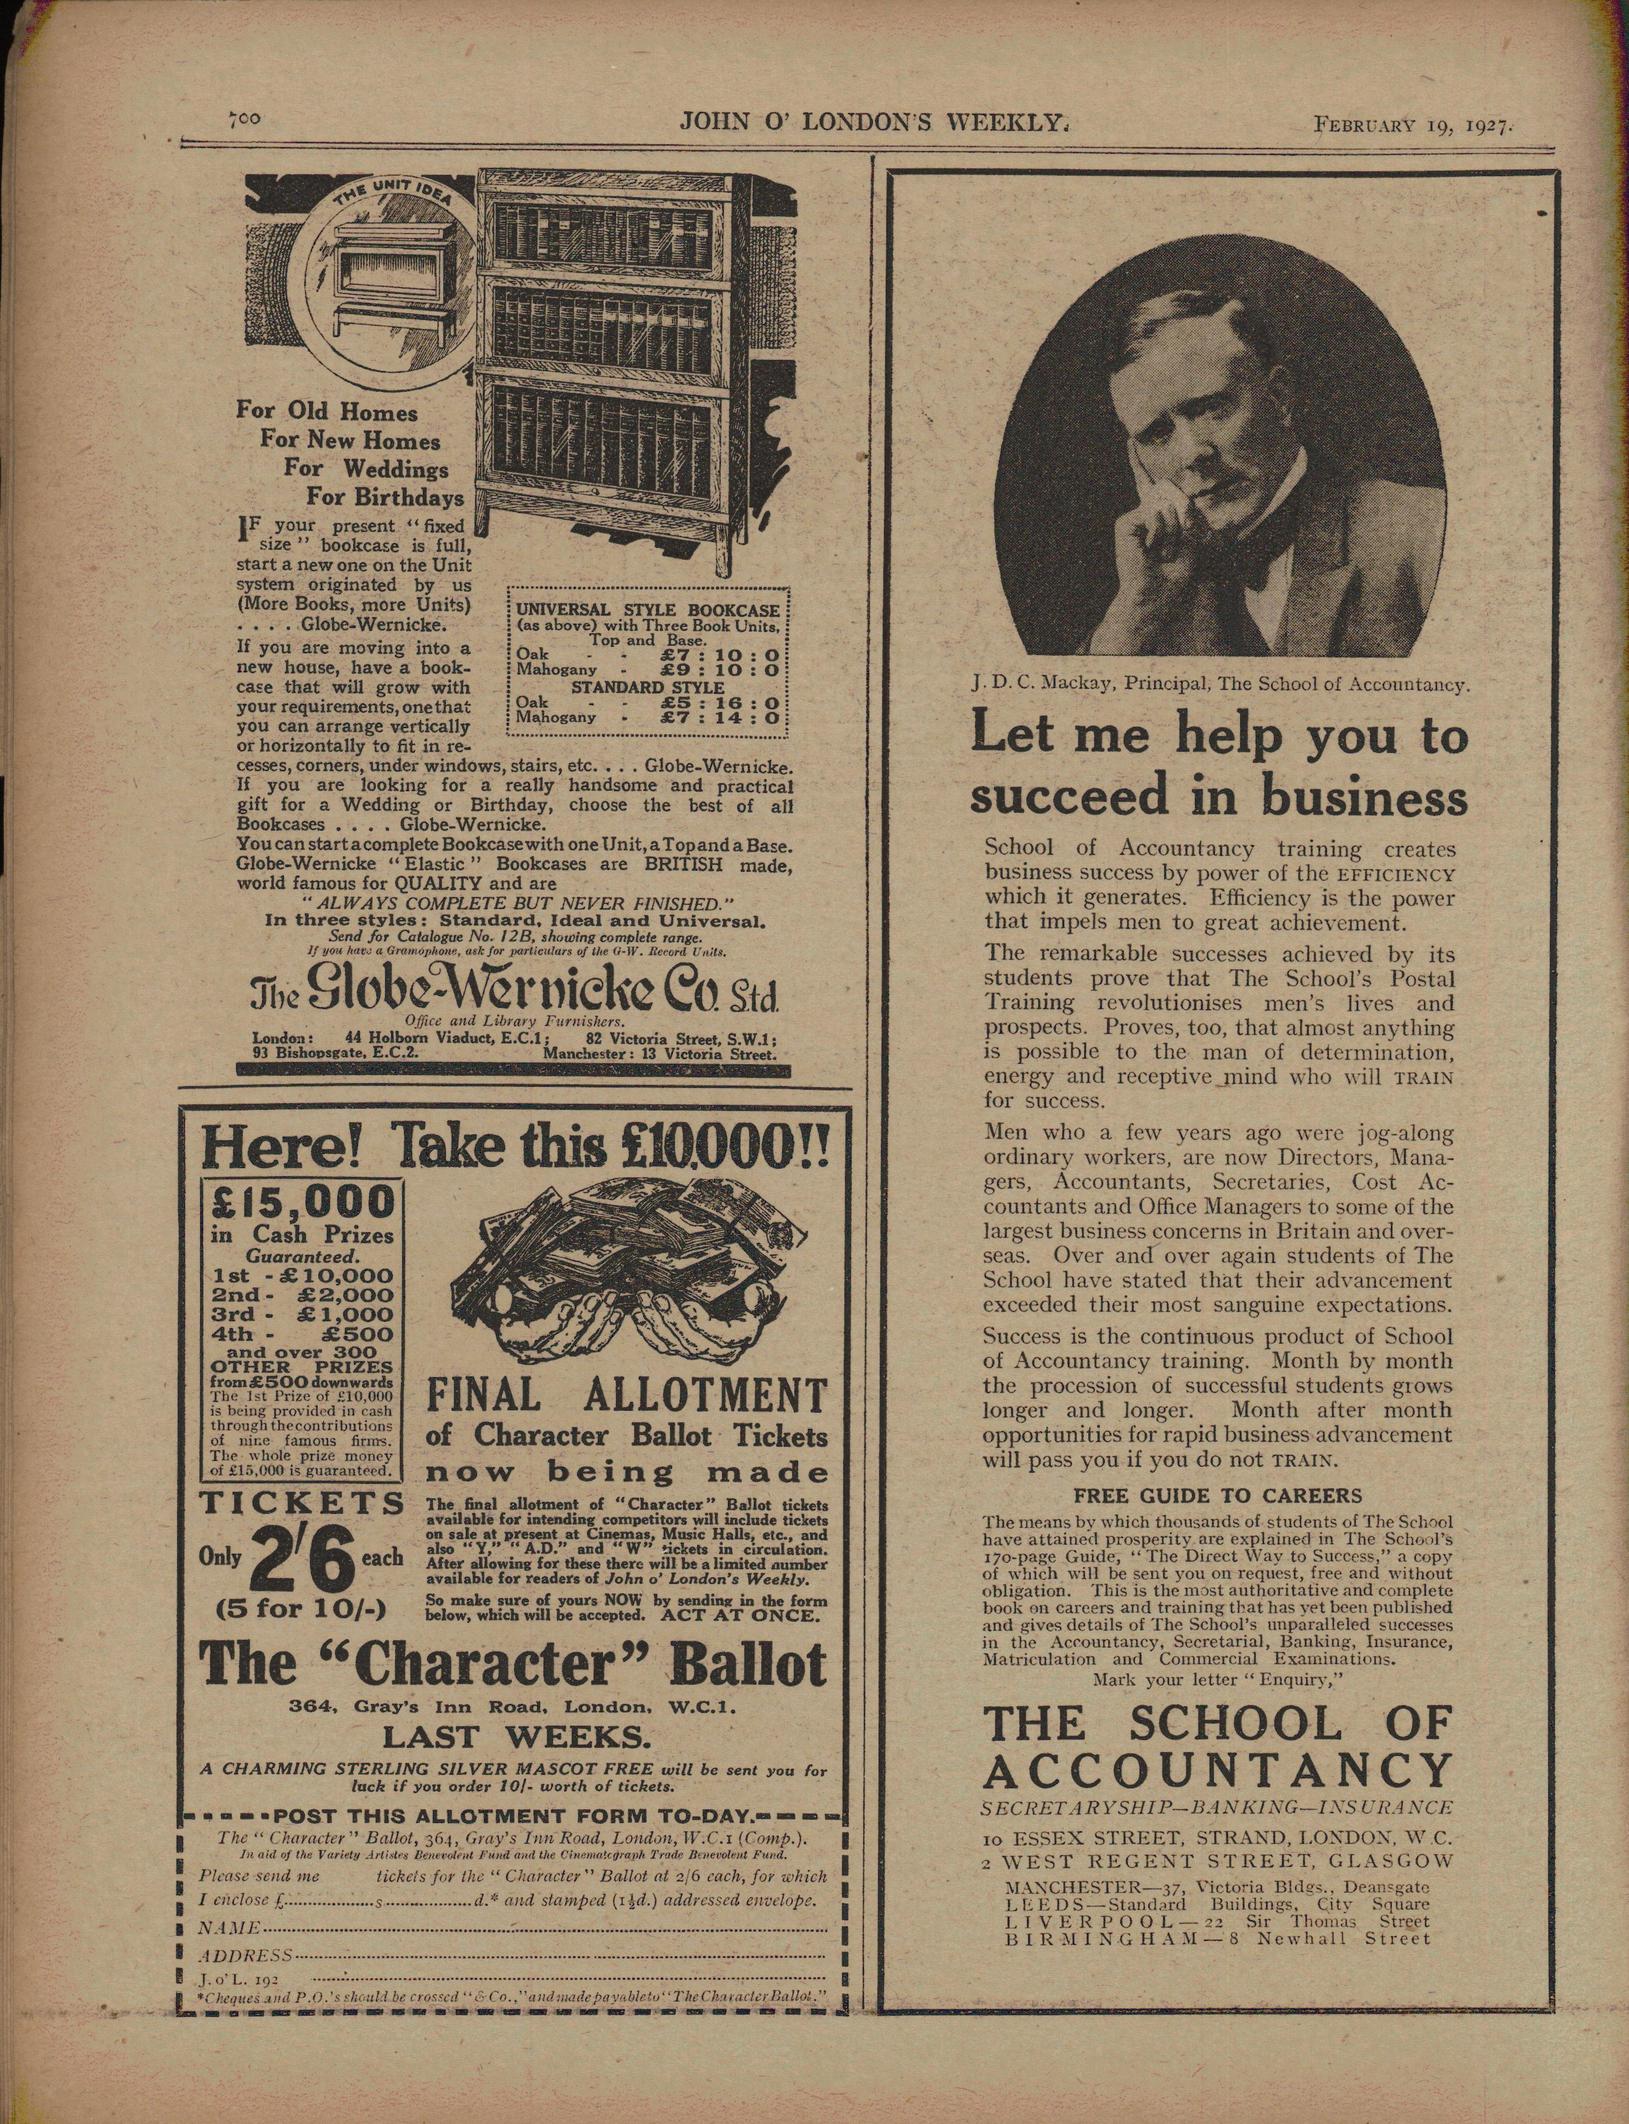 700
JOHN O' LONDON'S WEEKLY.
FEBRUARY 19, 1927.
THE UNIT IDEA
For Old Homes
For New Homes
For Weddings
For Birthdays
IF your present "fixed
size" bookcase is full,
start a new one on the Unit
system originated by us
(More Books, more Units)
. . . . Globe-Wernicke.
If you are moving into a
new house, have a book-
case that will grow with
your requirements, one that
you can arrange vertically
or horizontally to fit in re-
cesses, corners, under windows, stairs, etc. . . . Globe-Wernicke.
If you are looking for a really handsome and practical
gift for a Wedding or Birthday, choose the best of all
Bookcases . . . . Globe-Wernicke.
You can start a complete Bookcase with one Unit, a Top and a Base.
Globe-Wernicke "Elastic" Bookcases are BRITISH made,
world famous for QUALITY and are
"ALWAYS COMPLETE BUT NEVER FINISHED."
In three styles: Standard, Ideal and Universal.
Send for Catalogue No. 12B, showing complete range.
If you have a Gramophone, ask for particulars of the G-W. Record Units.
The Globe-Wernicke Co. Ltd.
Office and Library Furnishers.
London: 44 Holborn Viaduct, E.C.1; 82 Victoria Street, S.W.1;
93 Bishopsgate, E.C.2. Manchester: 13 Victoria Street.
UNIVERSAL STYLE BOOKCASE
(as above) with Three Book Units,
Top and Base.
Oak - - £7 : 10 : 0
Mahogany - £9 : 10 : 0
STANDARD STYLE
Oak - - £5 : 16 : 0
Mahogany - £7 : 14 : 0
Here! Take this £10,000!!
£15,000
in Cash Prizes
Guaranteed.
1st - £10,000
2nd - £2,000
3rd - £1,000
4th - £500
and over 300
OTHER PRIZES
from £500 downwards
The 1st Prize of £10,000
is being provided in cash
through the contributions
of nine famous firms.
The whole prize money
of £15,000 is guaranteed.
TICKETS
Only 2/6 each
(5 for 10/-)
FINAL ALLOTMENT
of Character Ballot Tickets
now being made
The final allotment of "Character" Ballot tickets
available for intending competitors will include tickets
on sale at present at Cinemas, Music Halls, etc., and
also "Y," "A.D." and "W" tickets in circulation.
After allowing for these there will be a limited number
available for readers of John o' London's Weekly.
So make sure of yours NOW by sending in the form
below, which will be accepted. ACT AT ONCE.
The "Character" Ballot
364, Gray's Inn Road, London, W.C.1.
LAST WEEKS.
A CHARMING STERLING SILVER MASCOT FREE will be sent you for
luck if you order 10/- worth of tickets.
POST THIS ALLOTMENT FORM TO-DAY.
The "Character" Ballot, 364, Gray's Inn Road, London, W.C.1 (Comp.).
In aid of the Variety Artistes Benevolent Fund and the Cinematograph Trade Benevolent Fund.
Please send me tickets for the "Character" Ballot at 2/6 each, for which
I enclose £..........s..........d.* and stamped (1½d.) addressed envelope.
NAME
ADDRESS
J. o' L. 192
*Cheques and P.O.'s should be crossed "& Co.," and made payable to "The Character Ballot."
J. D. C. Mackay, Principal, The School of Accountancy.
Let me help you to
succeed in business
School of Accountancy training creates
business success by power of the EFFICIENCY
which it generates. Efficiency is the power
that impels men to great achievement.
The remarkable successes achieved by its
students prove that The School's Postal
Training revolutionises men's lives and
prospects. Proves, too, that almost anything
is possible to the man of determination,
energy and receptive mind who will TRAIN
for success.
Men who a few years ago were jog-along
ordinary workers, are now Directors, Mana-
gers, Accountants, Secretaries, Cost Ac-
countants and Office Managers to some of the
largest business concerns in Britain and over-
seas. Over and over again students of The
School have stated that their advancement
exceeded their most sanguine expectations.
Success is the continuous product of School
of Accountancy training. Month by month
the procession of successful students grows
longer and longer. Month after month
opportunities for rapid business advancement
will pass you if you do not TRAIN.
FREE GUIDE TO CAREERS
The means by which thousands of students of The School
have attained prosperity are explained in The School's
170-page Guide, "The Direct Way to Success," a copy
of which will be sent you on request, free and without
obligation. This is the most authoritative and complete
book on careers and training that has yet been published
and gives details of The School's unparalleled successes
in the Accountancy, Secretarial, Banking, Insurance,
Matriculation and Commercial Examinations.
Mark your letter "Enquiry,"
THE SCHOOL OF
ACCOUNTANCY
SECRETARYSHIP—BANKING—INSURANCE
10 ESSEX STREET, STRAND, LONDON, W.C.
2 WEST REGENT STREET, GLASGOW
MANCHESTER—37, Victoria Bldgs., Deansgate
LEEDS—Standard Buildings, City Square
LIVERPOOL—22 Sir Thomas Street
BIRMINGHAM—8 Newhall Street